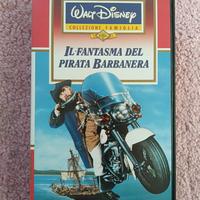 WALT DISNEY
COLLEZIONE FAMIGLIA
IL FANTASMA DEL
PIRATA BARBANERA